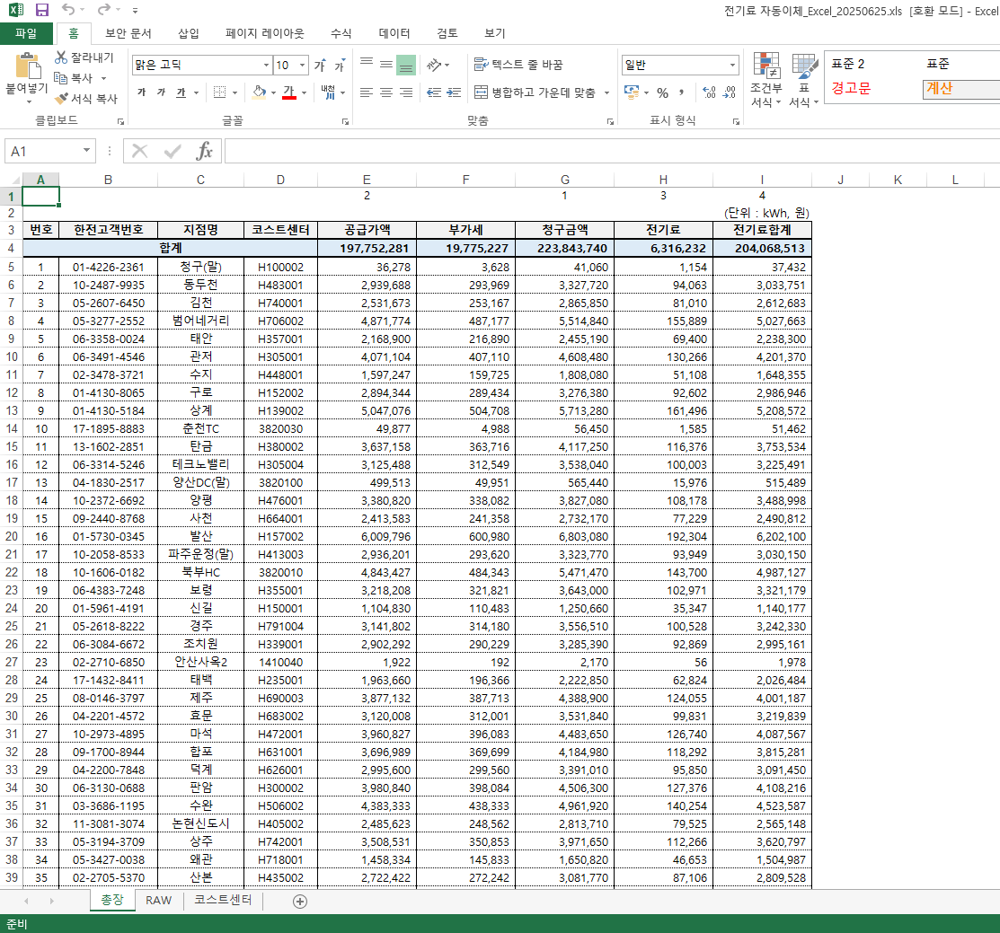 전기료 자동이체_Excel_20250625.xls [호환 모드] - Excel
파일 홈 보안 문서 삽입 페이지 레이아웃 수식 데이터 검토 보기
붙여넣기 잘라내기 복사 서식 복사
맑은 고딕 10 가 가
가 가 가 가 내천
텍스트 줄 바꿈
병합하고 가운데 맞춤
일반
% , .00 .0
조건부 서식 표 서식
표준 2 표준
경고문 계산
클립보드 글꼴 맞춤 표시 형식
A1 fx
A B C D E F G H I J K L
1 2 1 3 4
2 (단위 : kWh, 원)
3 번호 한전고객번호 지점명 코스트센터 공급가액 부가세 청구금액 전기료 전기료합계
4 합계 197,752,281 19,775,227 223,843,740 6,316,232 204,068,513
5 1 01-4226-2361 청구(말) H100002 36,278 3,628 41,060 1,154 37,432
6 2 10-2487-9935 동두천 H483001 2,939,688 293,969 3,327,720 94,063 3,033,751
7 3 05-2607-6450 김천 H740001 2,531,673 253,167 2,865,850 81,010 2,612,683
8 4 05-3277-2552 범어네거리 H706002 4,871,774 487,177 5,514,840 155,889 5,027,663
9 5 06-3358-0024 태안 H357001 2,168,900 216,890 2,455,190 69,400 2,238,300
10 6 06-3491-4546 관저 H305001 4,071,104 407,110 4,608,480 130,266 4,201,370
11 7 02-3478-3721 수지 H448001 1,597,247 159,725 1,808,080 51,108 1,648,355
12 8 01-4130-8065 구로 H152002 2,894,344 289,434 3,276,380 92,602 2,986,946
13 9 01-4130-5184 상계 H139002 5,047,076 504,708 5,713,280 161,496 5,208,572
14 10 17-1895-8883 춘천TC 3820030 49,877 4,988 56,450 1,585 51,462
15 11 13-1602-2851 탄금 H380002 3,637,158 363,716 4,117,250 116,376 3,753,534
16 12 06-3314-5246 테크노밸리 H305004 3,125,488 312,549 3,538,040 100,003 3,225,491
17 13 04-1830-2517 양산DC(말) 3820100 499,513 49,951 565,440 15,976 515,489
18 14 10-2372-6692 양평 H476001 3,380,820 338,082 3,827,080 108,178 3,488,998
19 15 09-2440-8768 사천 H664001 2,413,583 241,358 2,732,170 77,229 2,490,812
20 16 01-5730-0345 발산 H157002 6,009,796 600,980 6,803,080 192,304 6,202,100
21 17 10-2058-8533 파주운정(말) H413003 2,936,201 293,620 3,323,770 93,949 3,030,150
22 18 10-1606-0182 북부HC 3820010 4,843,427 484,343 5,471,470 143,700 4,987,127
23 19 06-4383-7248 보령 H355001 3,218,208 321,821 3,643,000 102,971 3,321,179
24 20 01-5961-4191 신길 H150001 1,104,830 110,483 1,250,660 35,347 1,140,177
25 21 05-2618-8222 경주 H791004 3,141,802 314,180 3,556,510 100,528 3,242,330
26 22 06-3084-6672 조치원 H339001 2,902,292 290,229 3,285,390 92,869 2,995,161
27 23 02-2710-6850 안산사옥2 1410040 1,922 192 2,170 56 1,978
28 24 17-1432-8411 태백 H235001 1,963,660 196,366 2,222,850 62,824 2,026,484
29 25 08-0146-3797 제주 H690003 3,877,132 387,713 4,388,900 124,055 4,001,187
30 26 04-2201-4572 효문 H683002 3,120,008 312,001 3,531,840 99,831 3,219,839
31 27 10-2973-4895 마석 H472001 3,960,827 396,083 4,483,650 126,740 4,087,567
32 28 09-1700-8944 합포 H631001 3,696,989 369,699 4,184,980 118,292 3,815,281
33 29 04-2200-7848 덕계 H626001 2,995,600 299,560 3,391,010 95,850 3,091,450
34 30 06-3130-0688 판암 H300002 3,980,840 398,084 4,506,300 127,376 4,108,216
35 31 03-3686-1195 수완 H506002 4,383,333 438,333 4,961,920 140,254 4,523,587
36 32 11-3081-3074 논현신도시 H405002 2,485,623 248,562 2,813,710 79,525 2,565,148
37 33 05-3194-3709 상주 H742001 3,508,531 350,853 3,971,650 112,266 3,620,797
38 34 05-3427-0038 왜관 H718001 1,458,334 145,833 1,650,820 46,653 1,504,987
39 35 02-2705-5370 산본 H435002 2,722,422 272,242 3,081,770 87,106 2,809,528
총장 RAW 코스트센터
준비